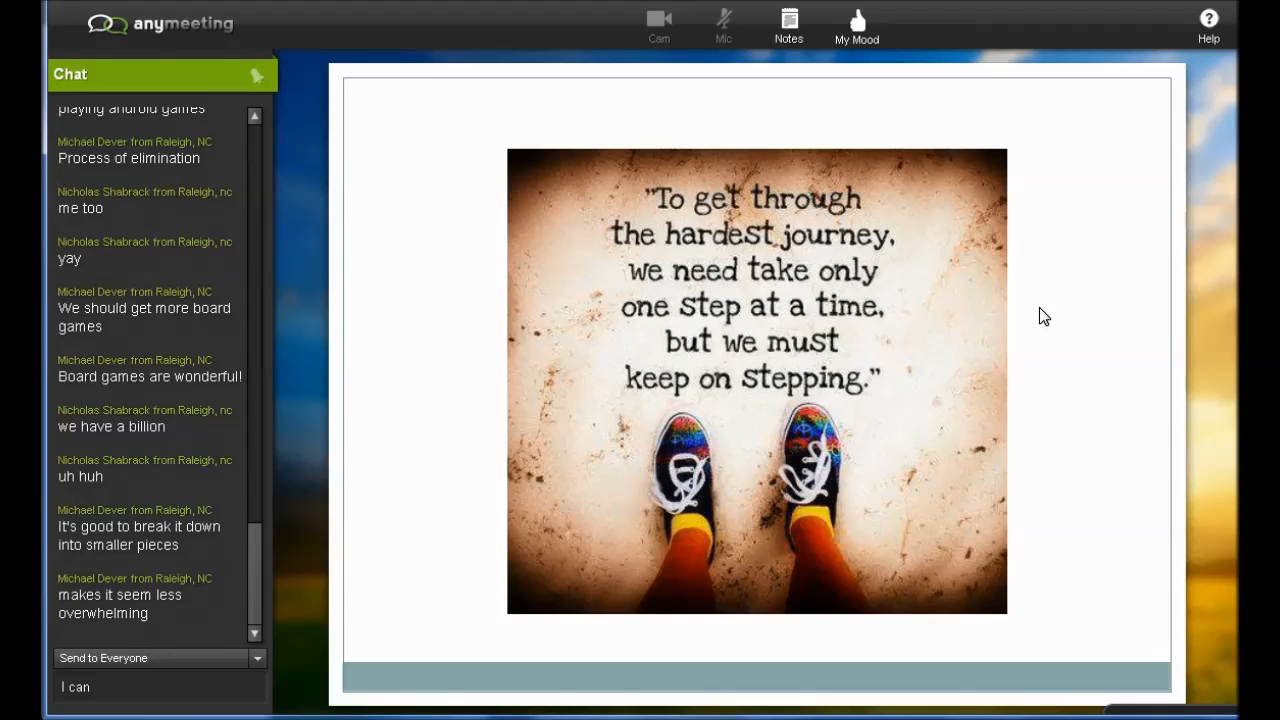 anymeeting
Cam
Mic
Notes
My Mood
Help
Chat
playing android games
Michael Dever from Raleigh, NC
Process of elimination
Nicholas Shabrack from Raleigh, nc
me too
Nicholas Shabrack from Raleigh, nc
yay
Michael Dever from Raleigh, NC
We should get more board
games
Michael Dever from Raleigh, NC
Board games are wonderful!
Nicholas Shabrack from Raleigh, nc
we have a billion
Nicholas Shabrack from Raleigh, nc
uh huh
Michael Dever from Raleigh, NC
It's good to break it down
into smaller pieces
Michael Dever from Raleigh, NC
makes it seem less
overwhelming
Send to Everyone
I can
"To get through
the hardest journey,
we need take only
one step at a time,
but we must
keep on stepping."